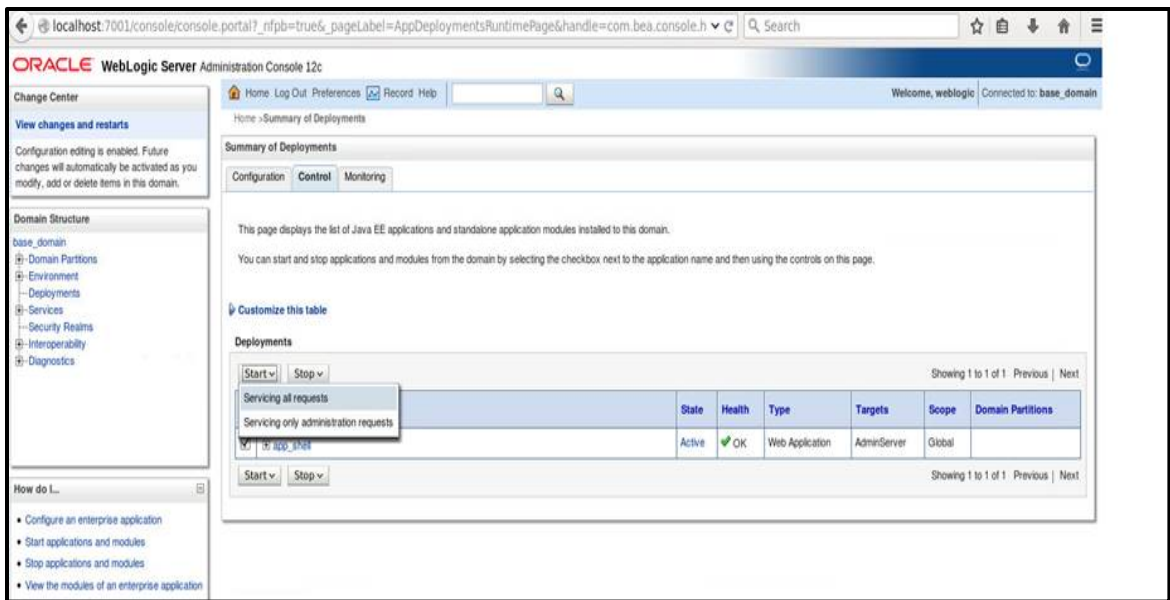 localhost:7001/console/console.portal?_nfpb=true&_pageLabel=AppDeploymentsRuntimePage&handle=com.bea.console.h
Search
ORACLE WebLogic Server Administration Console 12c
Change Center
View changes and restarts
Configuration editing is enabled. Future
changes will automatically be activated as you
modify, add or delete items in this domain.
Domain Structure
base_domain
Domain Partitions
Environment
Deployments
Services
Security Realms
Interoperability
Diagnostics
How do I...
Configure an enterprise application
Start applications and modules
Stop applications and modules
View the modules of an enterprise application
Home Log Out Preferences Record Help
Welcome, weblogic Connected to: base_domain
Home >Summary of Deployments
Summary of Deployments
Configuration Control Monitoring
This page displays the list of Java EE applications and standalone application modules installed to this domain.
You can start and stop applications and modules from the domain by selecting the checkbox next to the application name and then using the controls on this page.
Customize this table
Deployments
Start Stop Showing 1 to 1 of 1 Previous | Next
Servicing all requests
Servicing only administration requests
State Health Type Targets Scope Domain Partitions
app_shell Active OK Web Application AdminServer Global
Start Stop Showing 1 to 1 of 1 Previous | Next